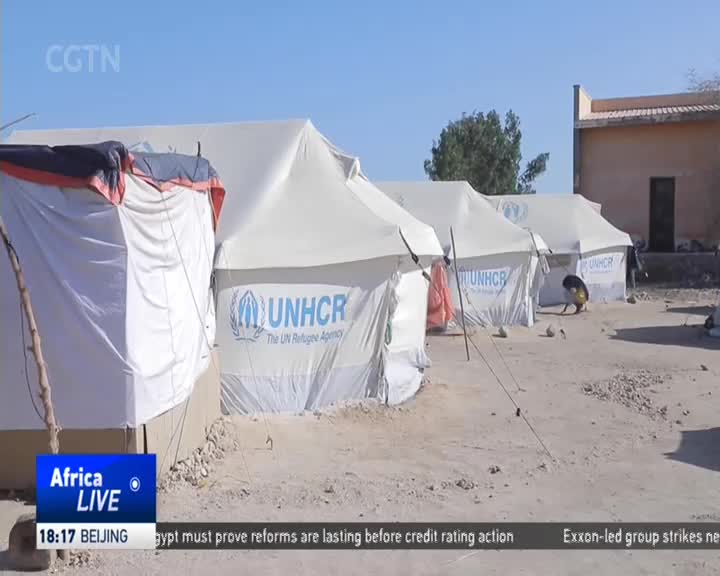 CGTN
UNHCR
The UN Refugee Agency
UNHCR
UNHCR
Africa
LIVE
18:17 BEIJING
gypt must prove reforms are lasting before credit rating action
Exxon-led group strikes ne